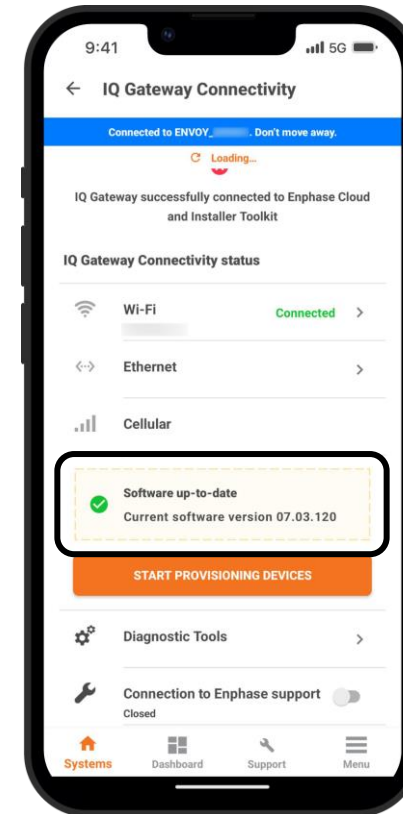 9:41
5G
IQ Gateway Connectivity
Connected to ENVOY_ . Don't move away.
Loading...
IQ Gateway successfully connected to Enphase Cloud
and Installer Toolkit
IQ Gateway Connectivity status
Wi-Fi
Connected
Ethernet
Cellular
Software up-to-date
Current software version 07.03.120
START PROVISIONING DEVICES
Diagnostic Tools
Connection to Enphase support
Closed
Systems
Dashboard
Support
Menu